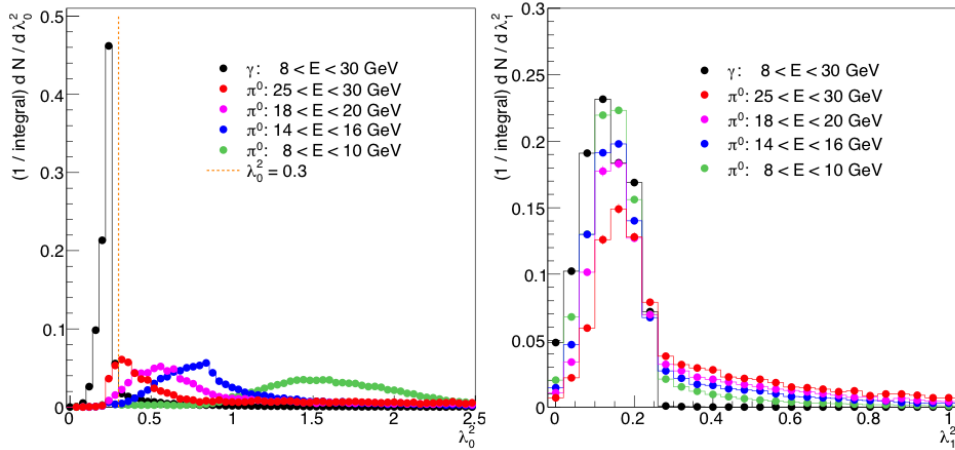 (1 / integral) d N / d λ₀²
0.5
0.4
0.3
0.2
0.1
0
γ: 8 < E < 30 GeV
π⁰: 25 < E < 30 GeV
π⁰: 18 < E < 20 GeV
π⁰: 14 < E < 16 GeV
π⁰: 8 < E < 10 GeV
λ₀² = 0.3
0 0.5 1 1.5 2 2.5
λ₀²
(1 / integral) d N / d λ₁²
0.3
0.25
0.2
0.15
0.1
0.05
0
γ: 8 < E < 30 GeV
π⁰: 25 < E < 30 GeV
π⁰: 18 < E < 20 GeV
π⁰: 14 < E < 16 GeV
π⁰: 8 < E < 10 GeV
0 0.2 0.4 0.6 0.8 1
λ₁²